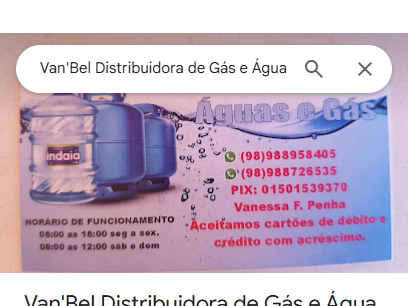 Van'Bel Distribuidora de Gás e Água
Águas e Gás
indaia
(98)988958405
(98)988726535
PIX: 01501539370
Vanessa F. Penha
Aceitamos cartões de débito e
crédito com acréscimo.
HORÁRIO DE FUNCIONAMENTO
08:00 as 18:00 seg a sex.
08:00 as 12:00 sáb e dom
Van'Bel Distribuidora de Gás e Água